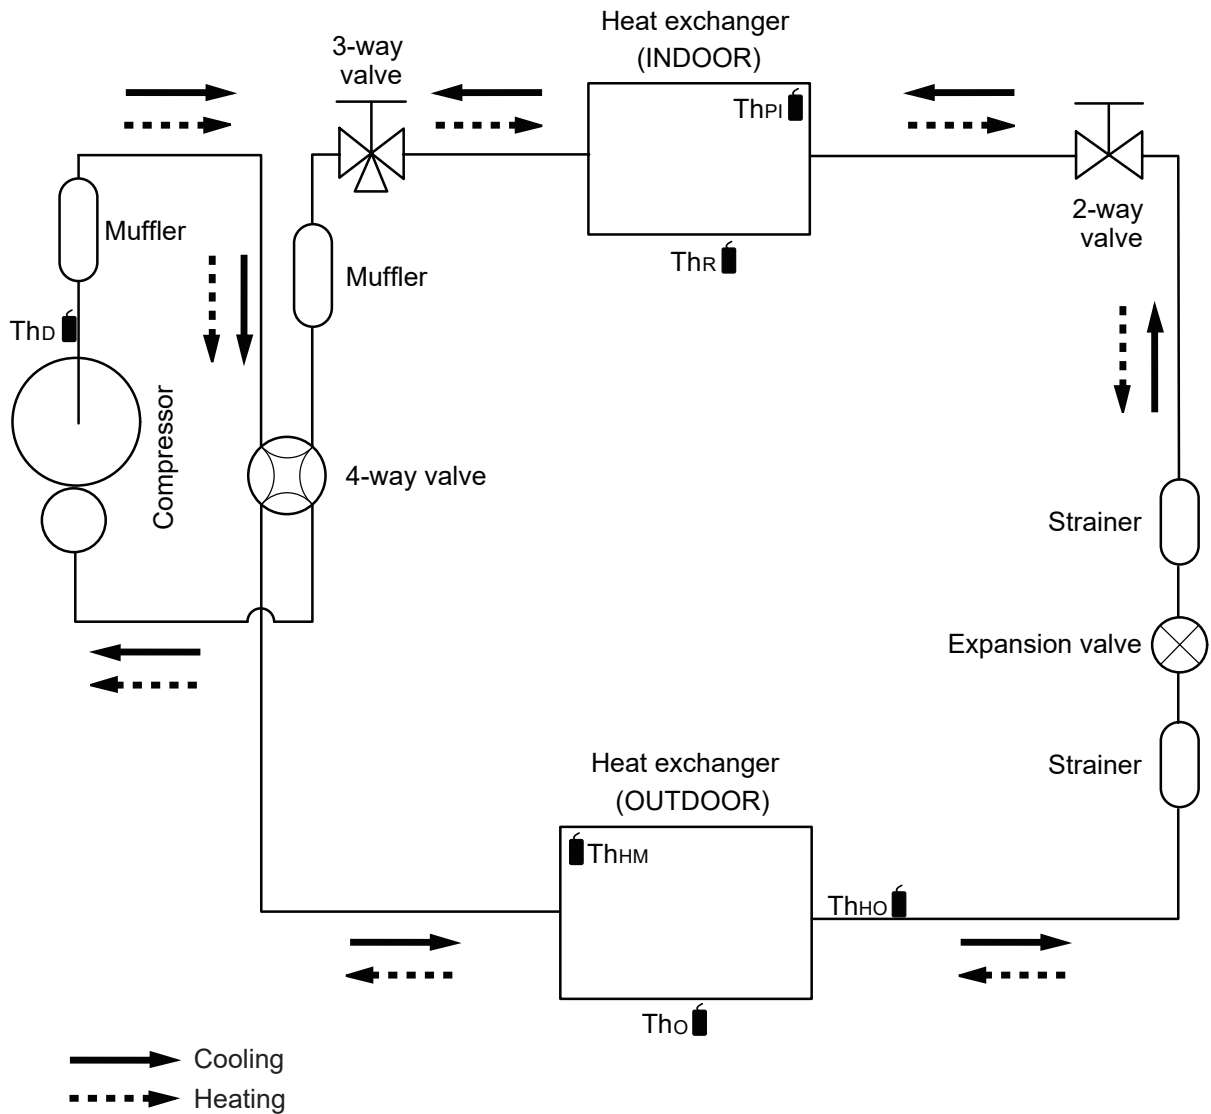 Heat exchanger
(INDOOR)
3-way
valve
ThPI
Muffler
2-way
valve
ThR
Muffler
ThD
Compressor
4-way valve
Strainer
Expansion valve
Heat exchanger
(OUTDOOR)
Strainer
ThHM
ThHO
ThO
Cooling
Heating